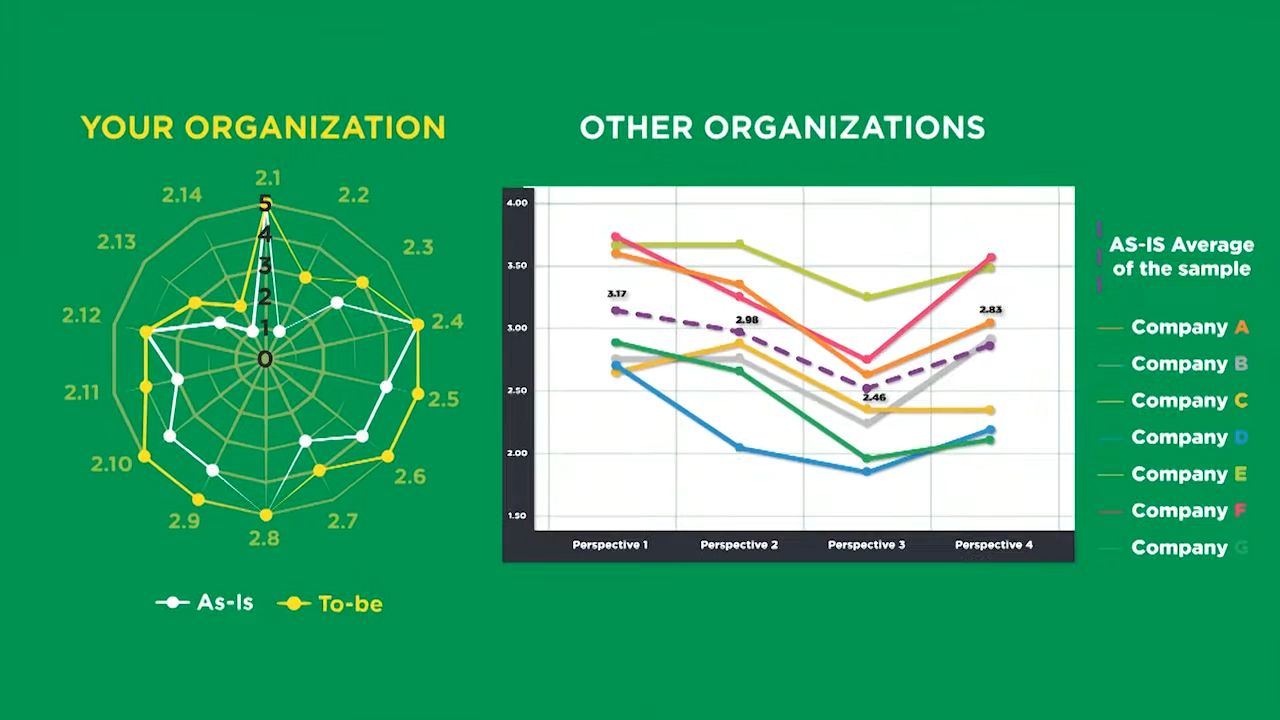 YOUR ORGANIZATION
2.1
2.2
2.3
2.4
2.5
2.6
2.7
2.8
2.9
2.10
2.11
2.12
2.13
2.14
5
4
3
2
1
0
As-Is
To-be
OTHER ORGANIZATIONS
4.00
3.50
3.00
2.50
2.00
1.50
3.17
2.98
2.46
2.83
Perspective 1
Perspective 2
Perspective 3
Perspective 4
AS-IS Average
of the sample
Company A
Company B
Company C
Company D
Company E
Company F
Company G